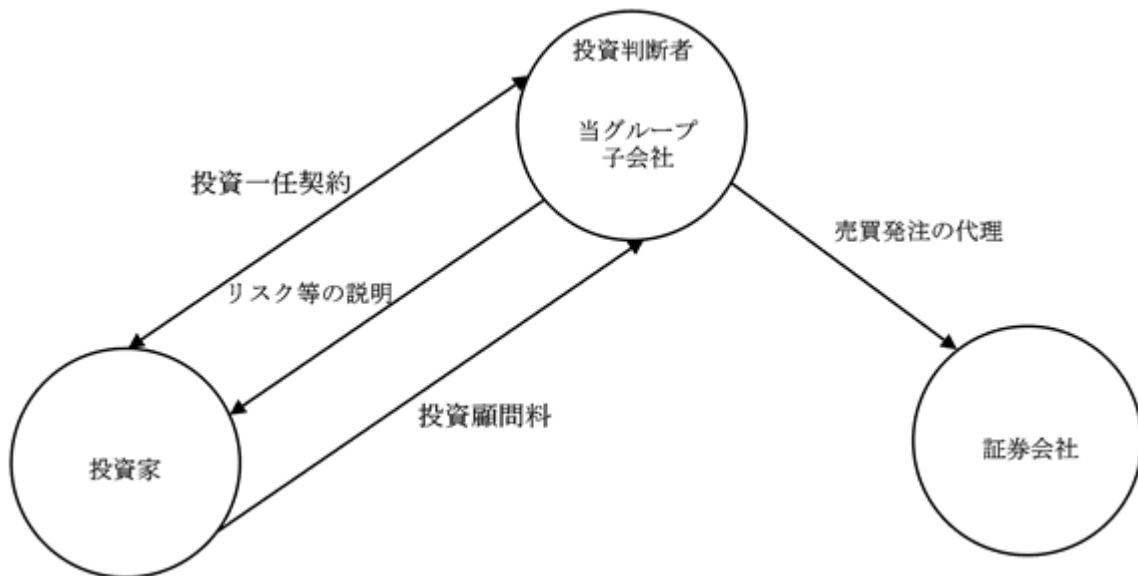 投資判断者
当グループ
子会社
投資一任契約
売買発注の代理
リスク等の説明
投資顧問料
投資家
証券会社